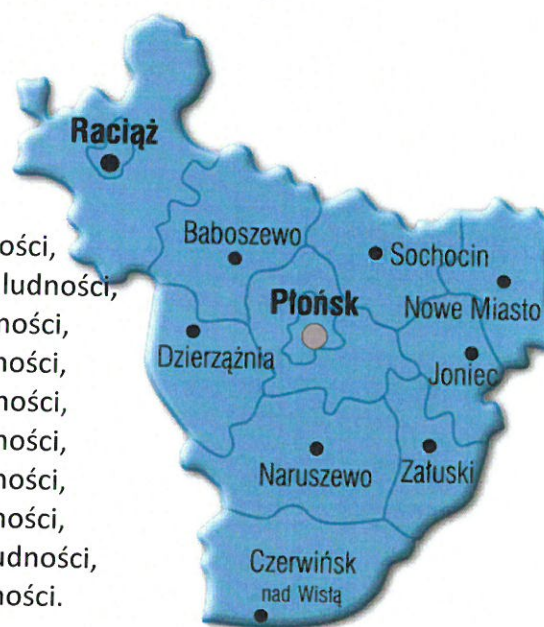 Raciąż
Baboszewo
Sochocin
Płońsk
Nowe Miasto
Dzierzążnia
Joniec
Naruszewo
Załuski
Czerwińsk
nad Wisłą
ości,
ludności,
ności,
ności,
ności,
ności,
ności,
ności,
udności,
ności.